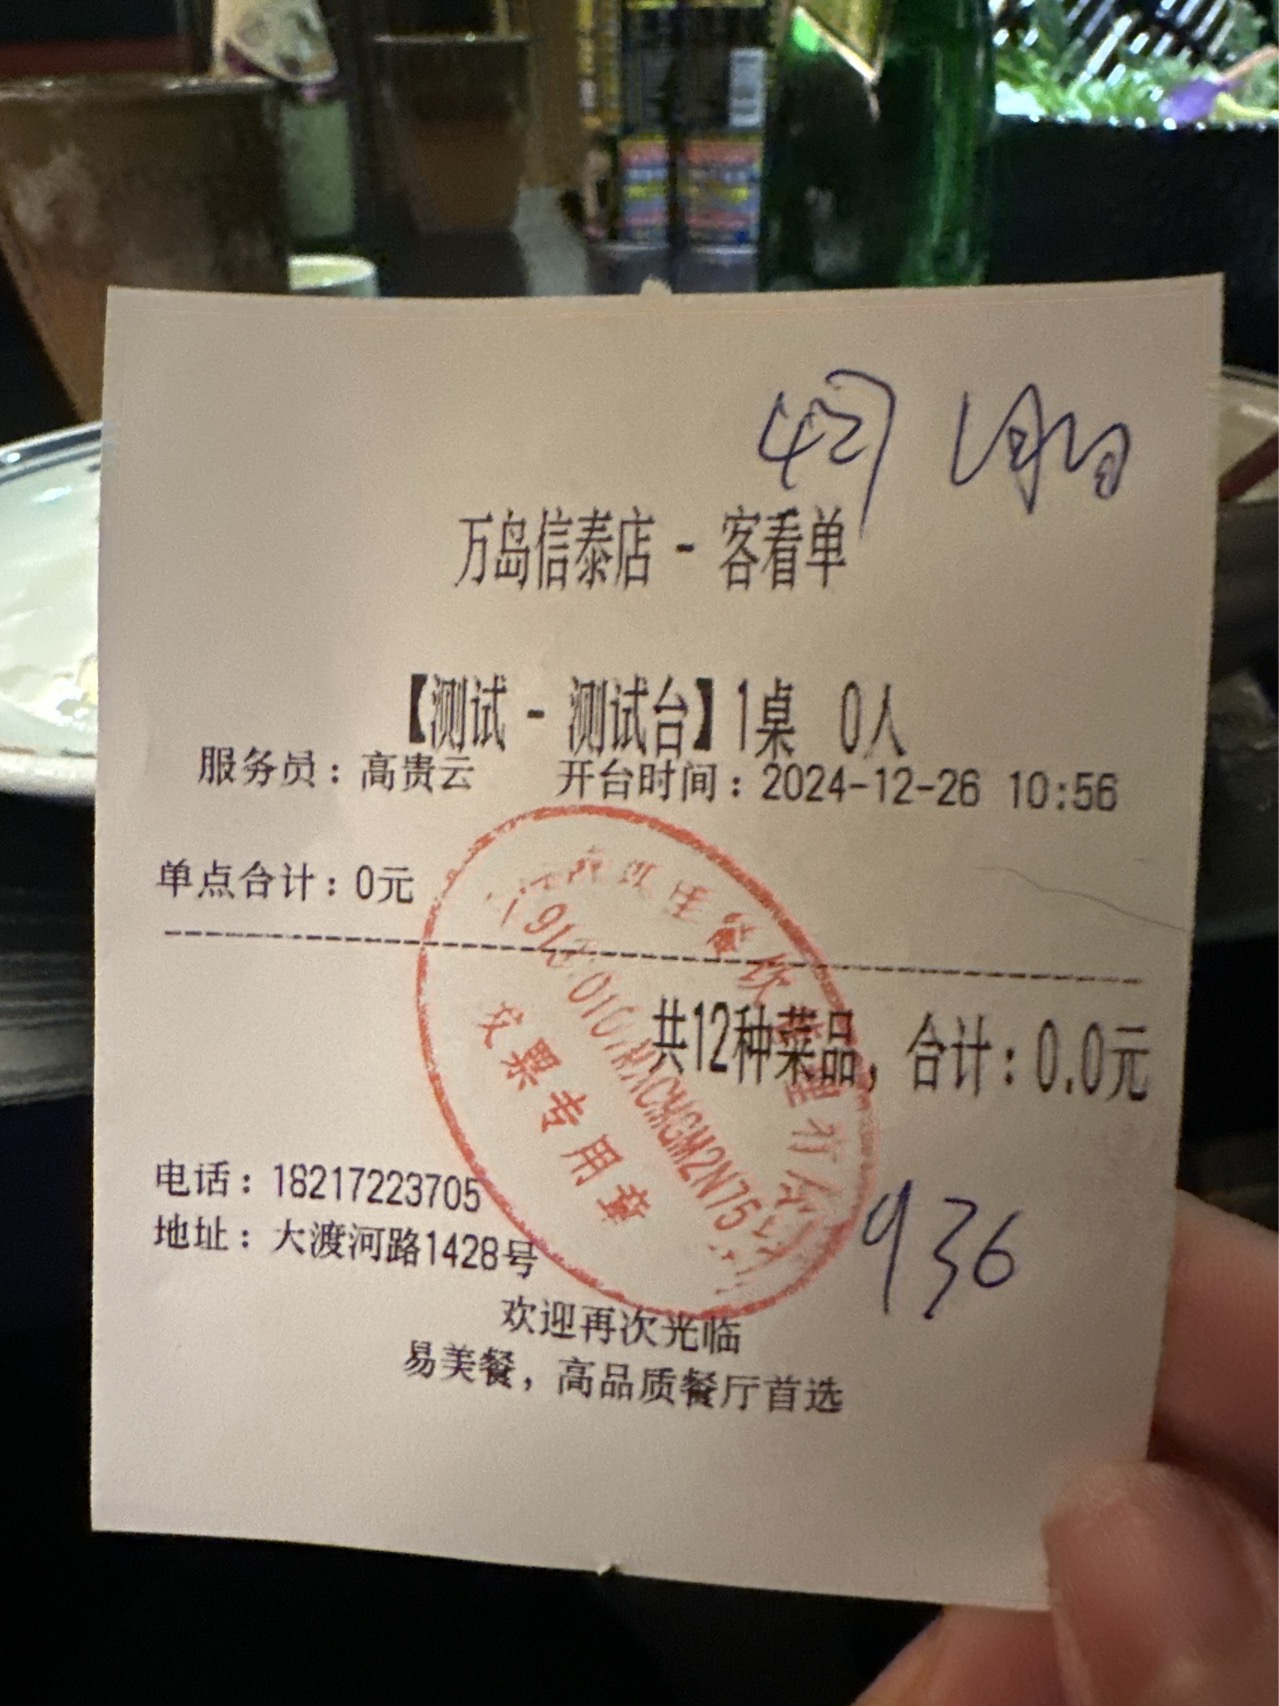 万岛信泰店 - 客看单
【测试 - 测试台】1桌 0人
服务员：高贵云 开台时间：2024-12-26 10:56
单点合计：0元
共12种菜品，合计：0.0元
发票专用章
电话：18217223705
地址：大渡河路1428号
936
欢迎再次光临
易美餐，高品质餐厅首选